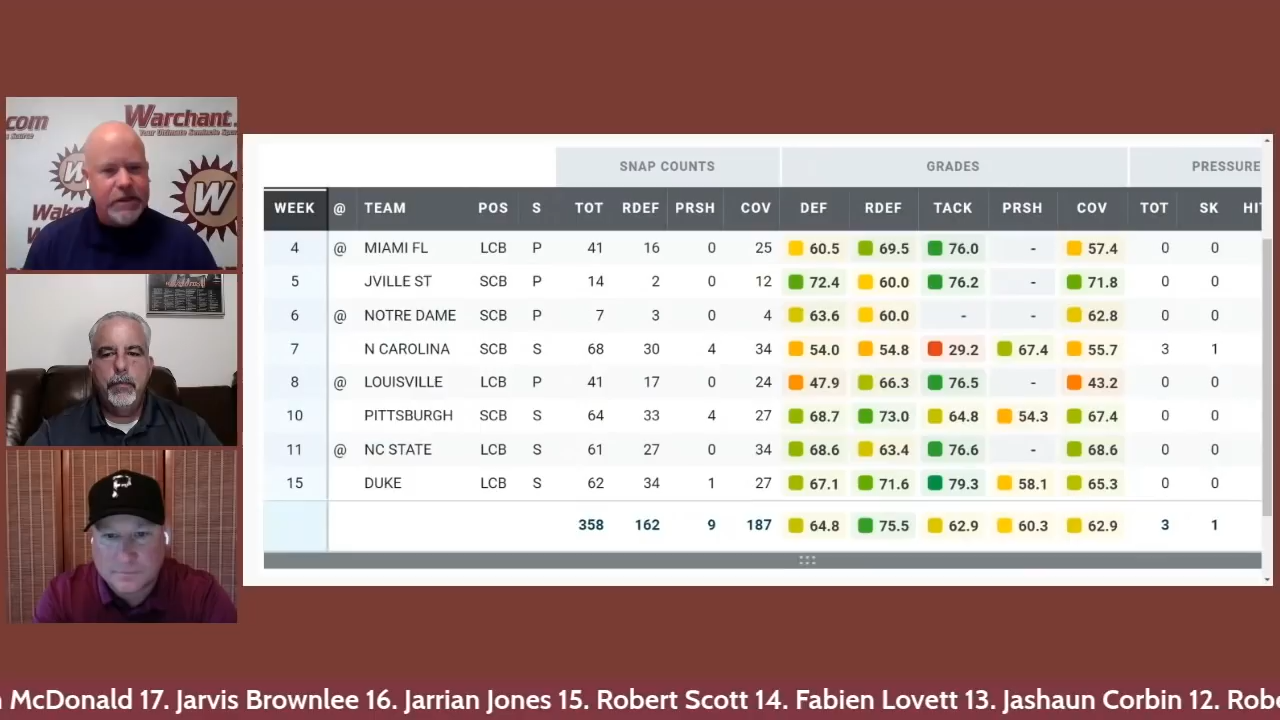 .com
Warchant.
Your Ultimate Seminole
W
W
Wake
SNAP COUNTS GRADES PRESSURE
WEEK @ TEAM POS S TOT RDEF PRSH COV DEF RDEF TACK PRSH COV TOT SK HIT
4 @ MIAMI FL LCB P 41 16 0 25 60.5 69.5 76.0 - 57.4 0 0
5 JVILLE ST SCB P 14 2 0 12 72.4 60.0 76.2 - 71.8 0 0
6 @ NOTRE DAME SCB P 7 3 0 4 63.6 60.0 - - 62.8 0 0
7 N CAROLINA SCB S 68 30 4 34 54.0 54.8 29.2 67.4 55.7 3 1
8 @ LOUISVILLE LCB P 41 17 0 24 47.9 66.3 76.5 - 43.2 0 0
10 PITTSBURGH SCB S 64 33 4 27 68.7 73.0 64.8 54.3 67.4 0 0
11 @ NC STATE LCB S 61 27 0 34 68.6 63.4 76.6 - 68.6 0 0
15 DUKE LCB S 62 34 1 27 67.1 71.6 79.3 58.1 65.3 0 0
358 162 9 187 64.8 75.5 62.9 60.3 62.9 3 1
P
McDonald 17. Jarvis Brownlee 16. Jarrian Jones 15. Robert Scott 14. Fabien Lovett 13. Jashaun Corbin 12. Robe